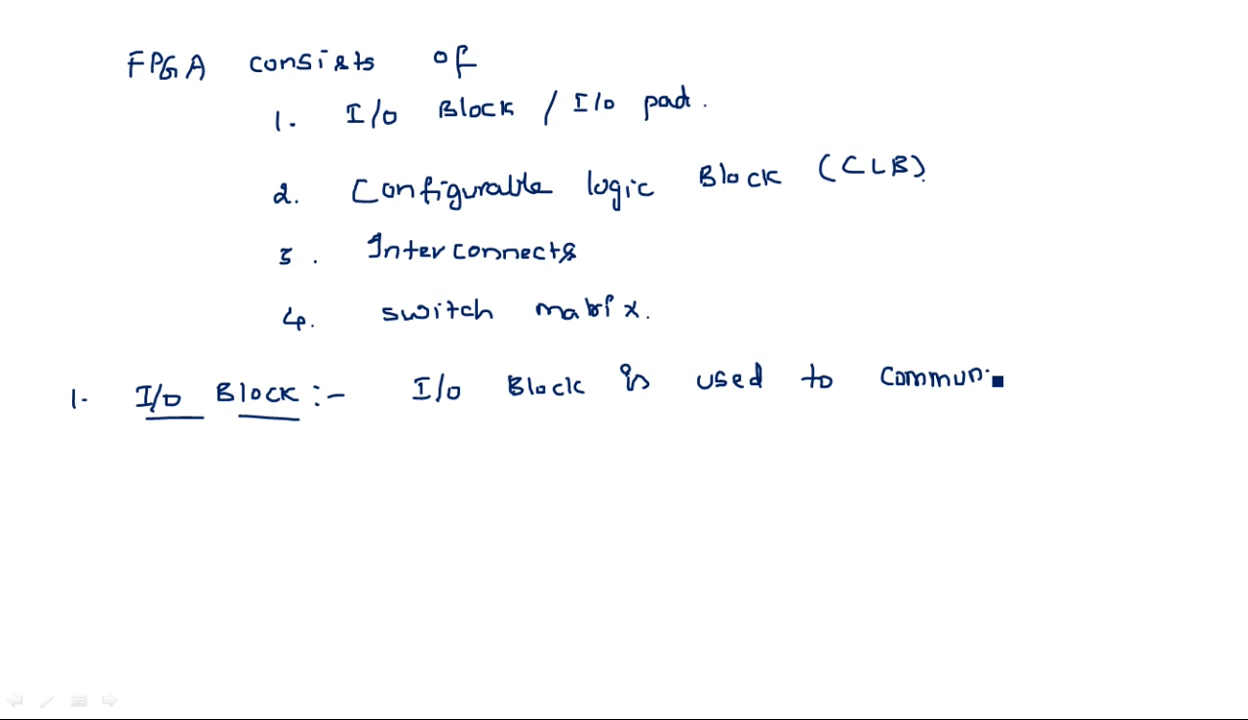 FPGA consists of
1. I/o Block / I/o pad.
2. Configurable logic Block (CLB)
3. Interconnects
4. switch matrix.
1. I/o Block :- I/o Block is used to commun